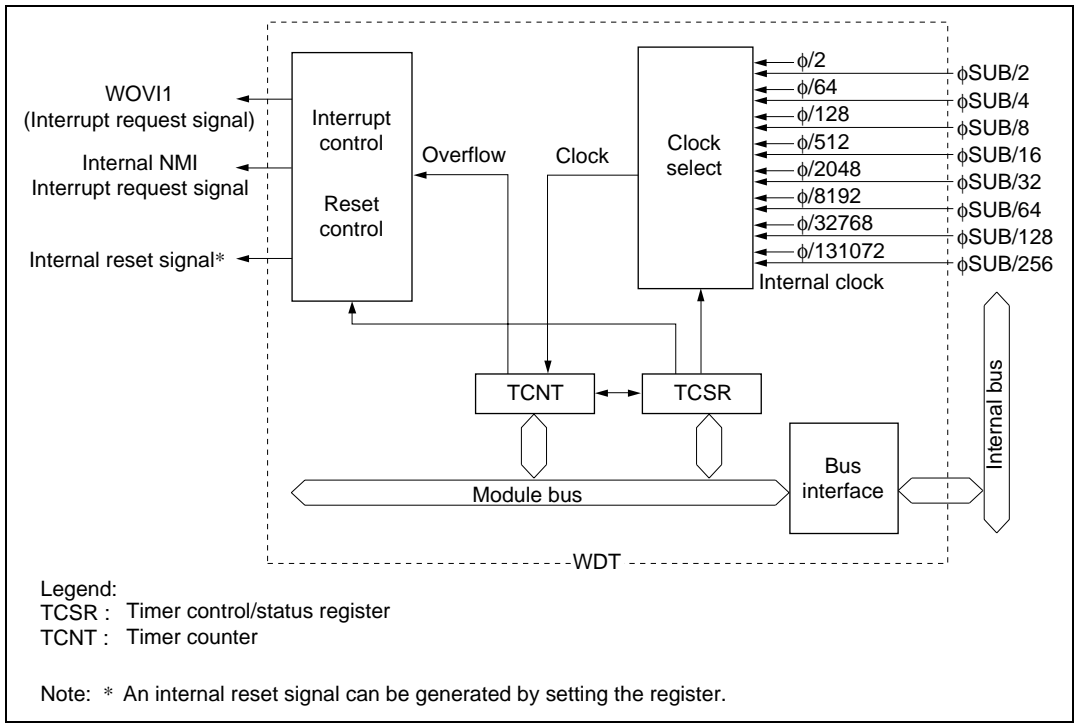 WOVI1
(Interrupt request signal)
Internal NMI
Interrupt request signal
Internal reset signal*
Interrupt
control
Reset
control
Overflow
Clock
Clock
select
ϕ/2
ϕ/64
ϕ/128
ϕ/512
ϕ/2048
ϕ/8192
ϕ/32768
ϕ/131072
Internal clock
ϕSUB/2
ϕSUB/4
ϕSUB/8
ϕSUB/16
ϕSUB/32
ϕSUB/64
ϕSUB/128
ϕSUB/256
TCNT
TCSR
Module bus
Bus
interface
Internal bus
WDT
Legend:
TCSR : Timer control/status register
TCNT : Timer counter
Note: * An internal reset signal can be generated by setting the register.